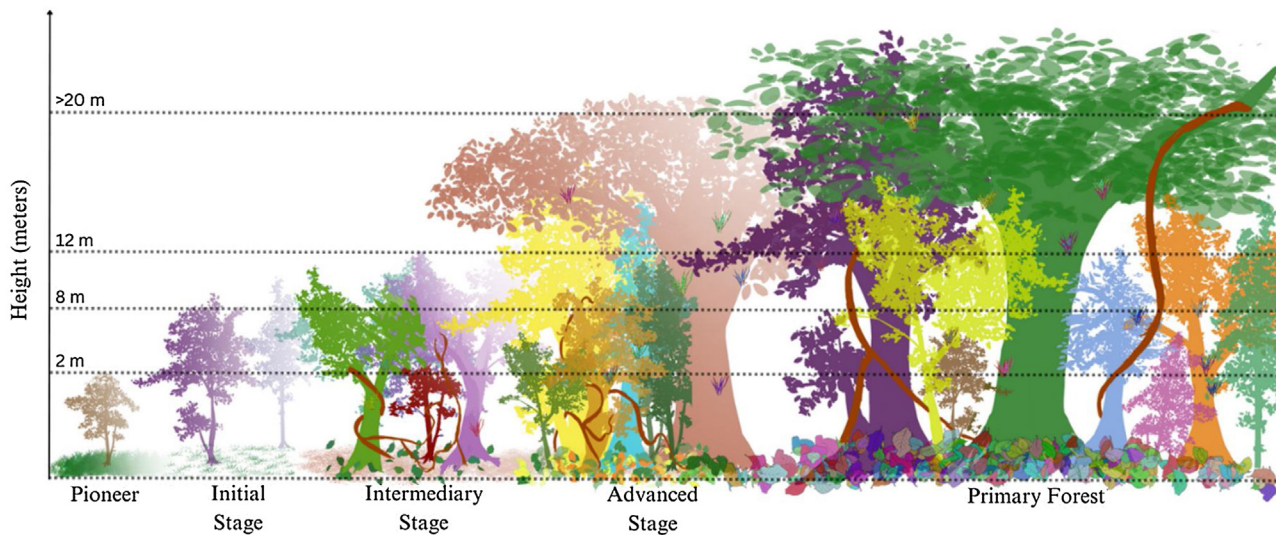 Height (meters)
>20 m
12 m
8 m
2 m
Pioneer
Initial
Stage
Intermediary
Stage
Advanced
Stage
Primary Forest